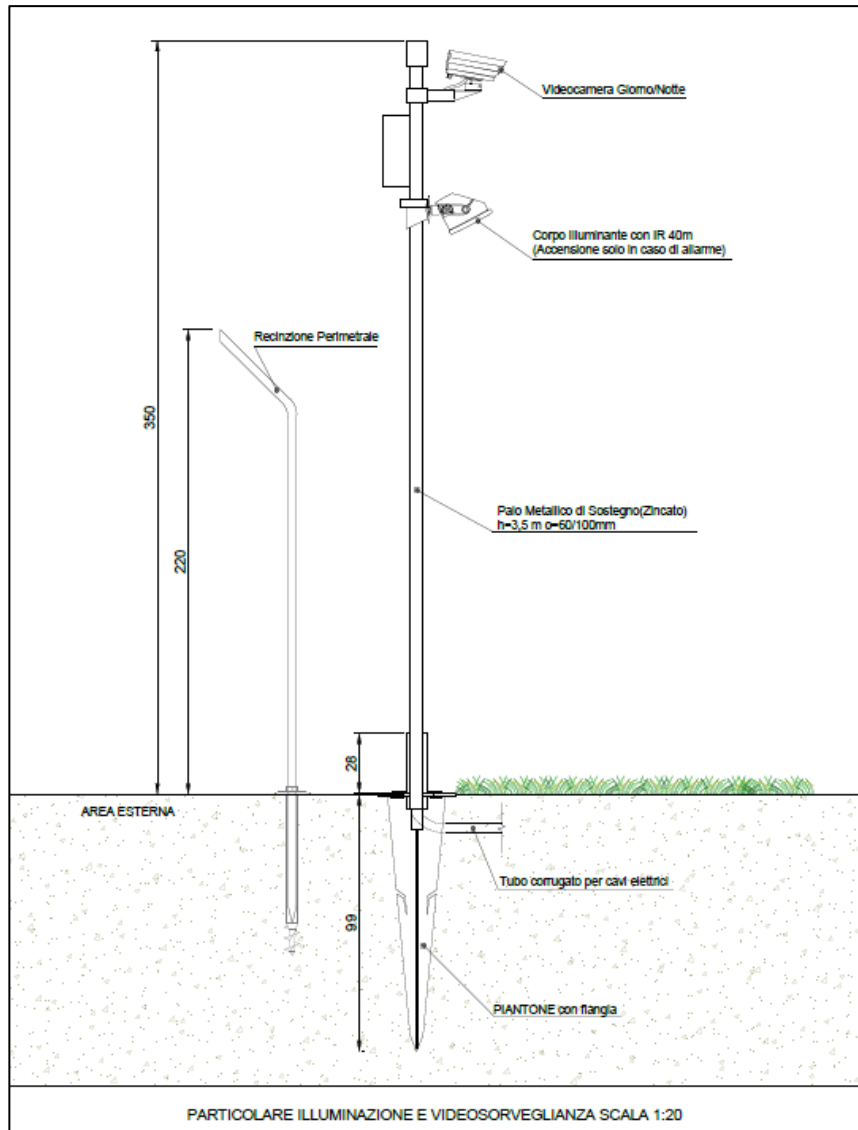 Videocamera Giorno/Notte
Corpo Illuminante con IR 40m
(Accensione solo in caso di allarme)
Recinzione Perimetrale
350
220
Palo Metallico di Sostegno(Zincato)
h=3,5 m o=60/100mm
28
AREA ESTERNA
Tubo corrugato per cavi elettrici
99
PIANTONE con flangia
PARTICOLARE ILLUMINAZIONE E VIDEOSORVEGLIANZA SCALA 1:20